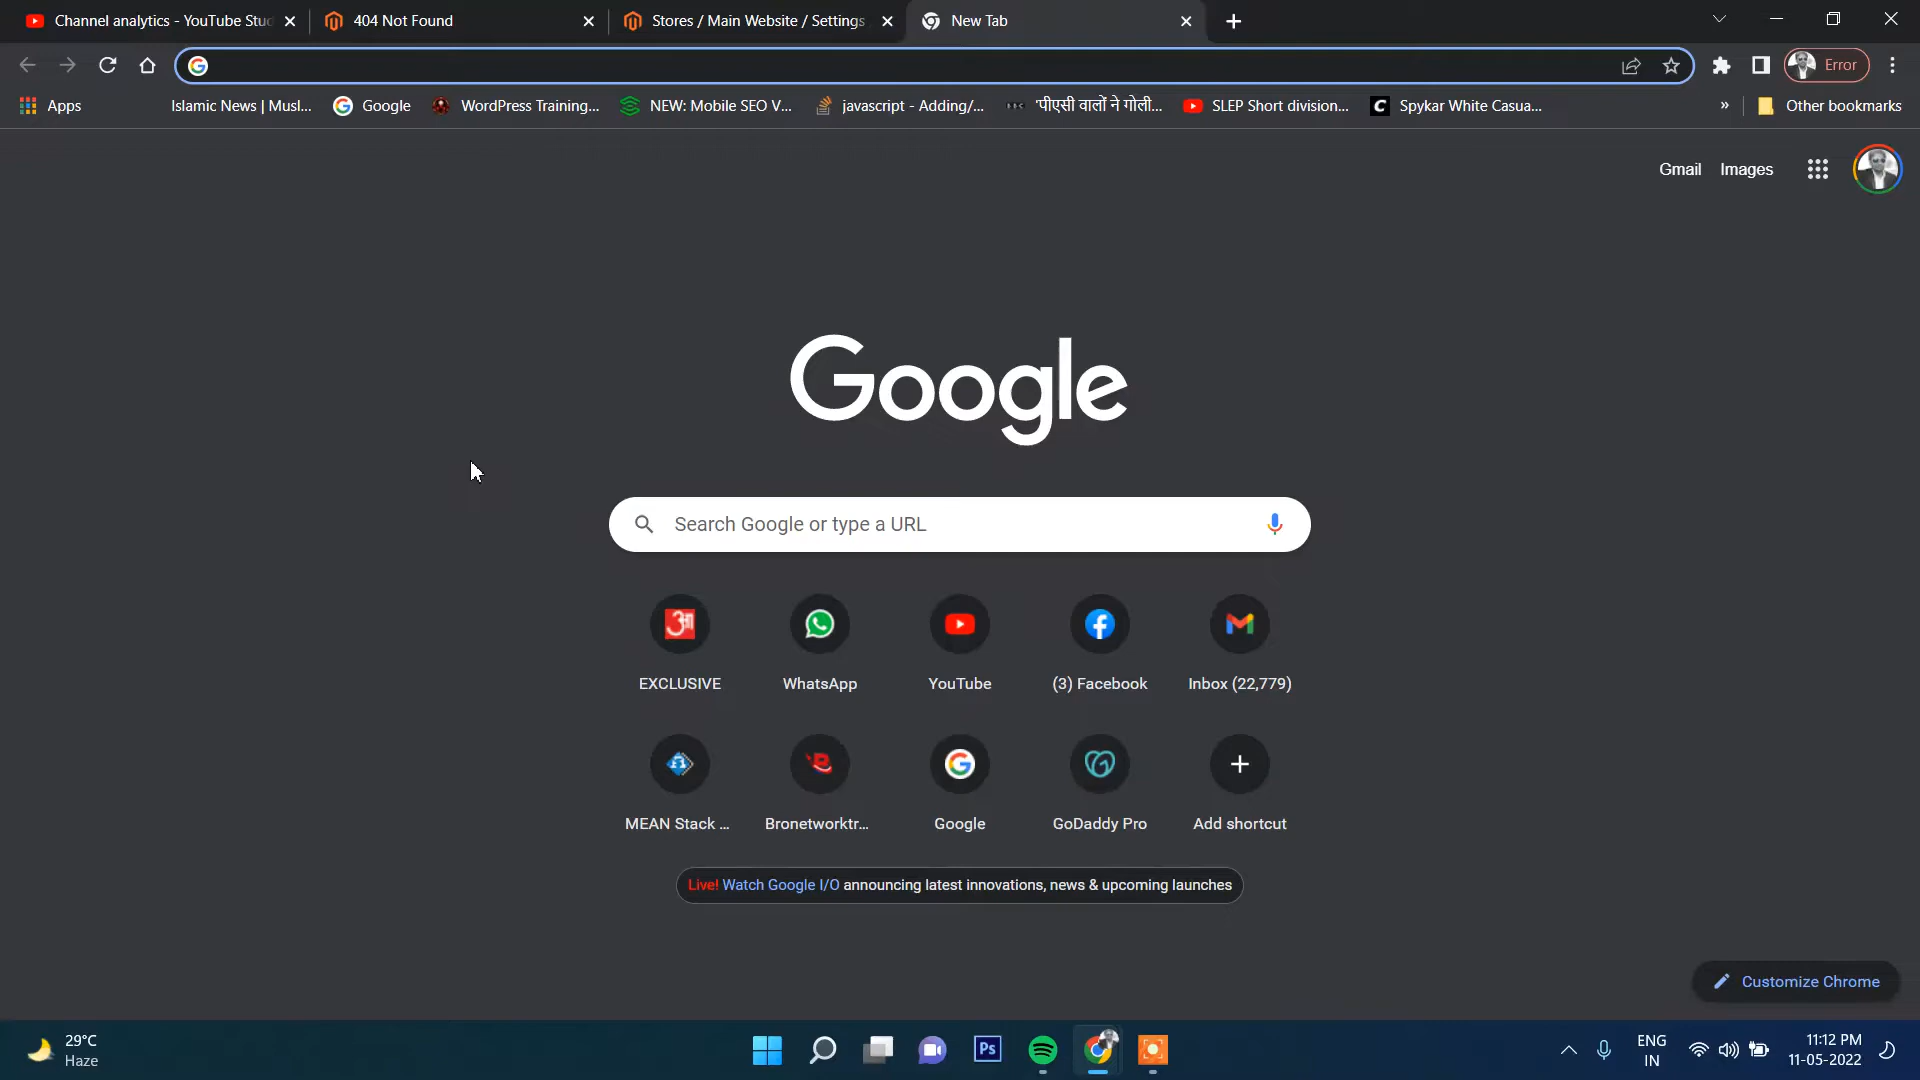 Channel analytics - YouTube Stu
404 Not Found
Stores / Main Website / Settings
New Tab
Error
Apps
Islamic News | Musl...
Google
WordPress Training...
NEW: Mobile SEO V...
javascript - Adding/...
'पीएसी वालों ने गोली...
SLEP Short division...
Spykar White Casua...
»
Other bookmarks
Gmail
Images
Google
Search Google or type a URL
EXCLUSIVE
WhatsApp
YouTube
(3) Facebook
Inbox (22,779)
MEAN Stack ...
Bronetworktr...
Google
GoDaddy Pro
Add shortcut
Live! Watch Google I/O announcing latest innovations, news & upcoming launches
Customize Chrome
29°C
Haze
Ps
ENG
IN
11:12 PM
11-05-2022